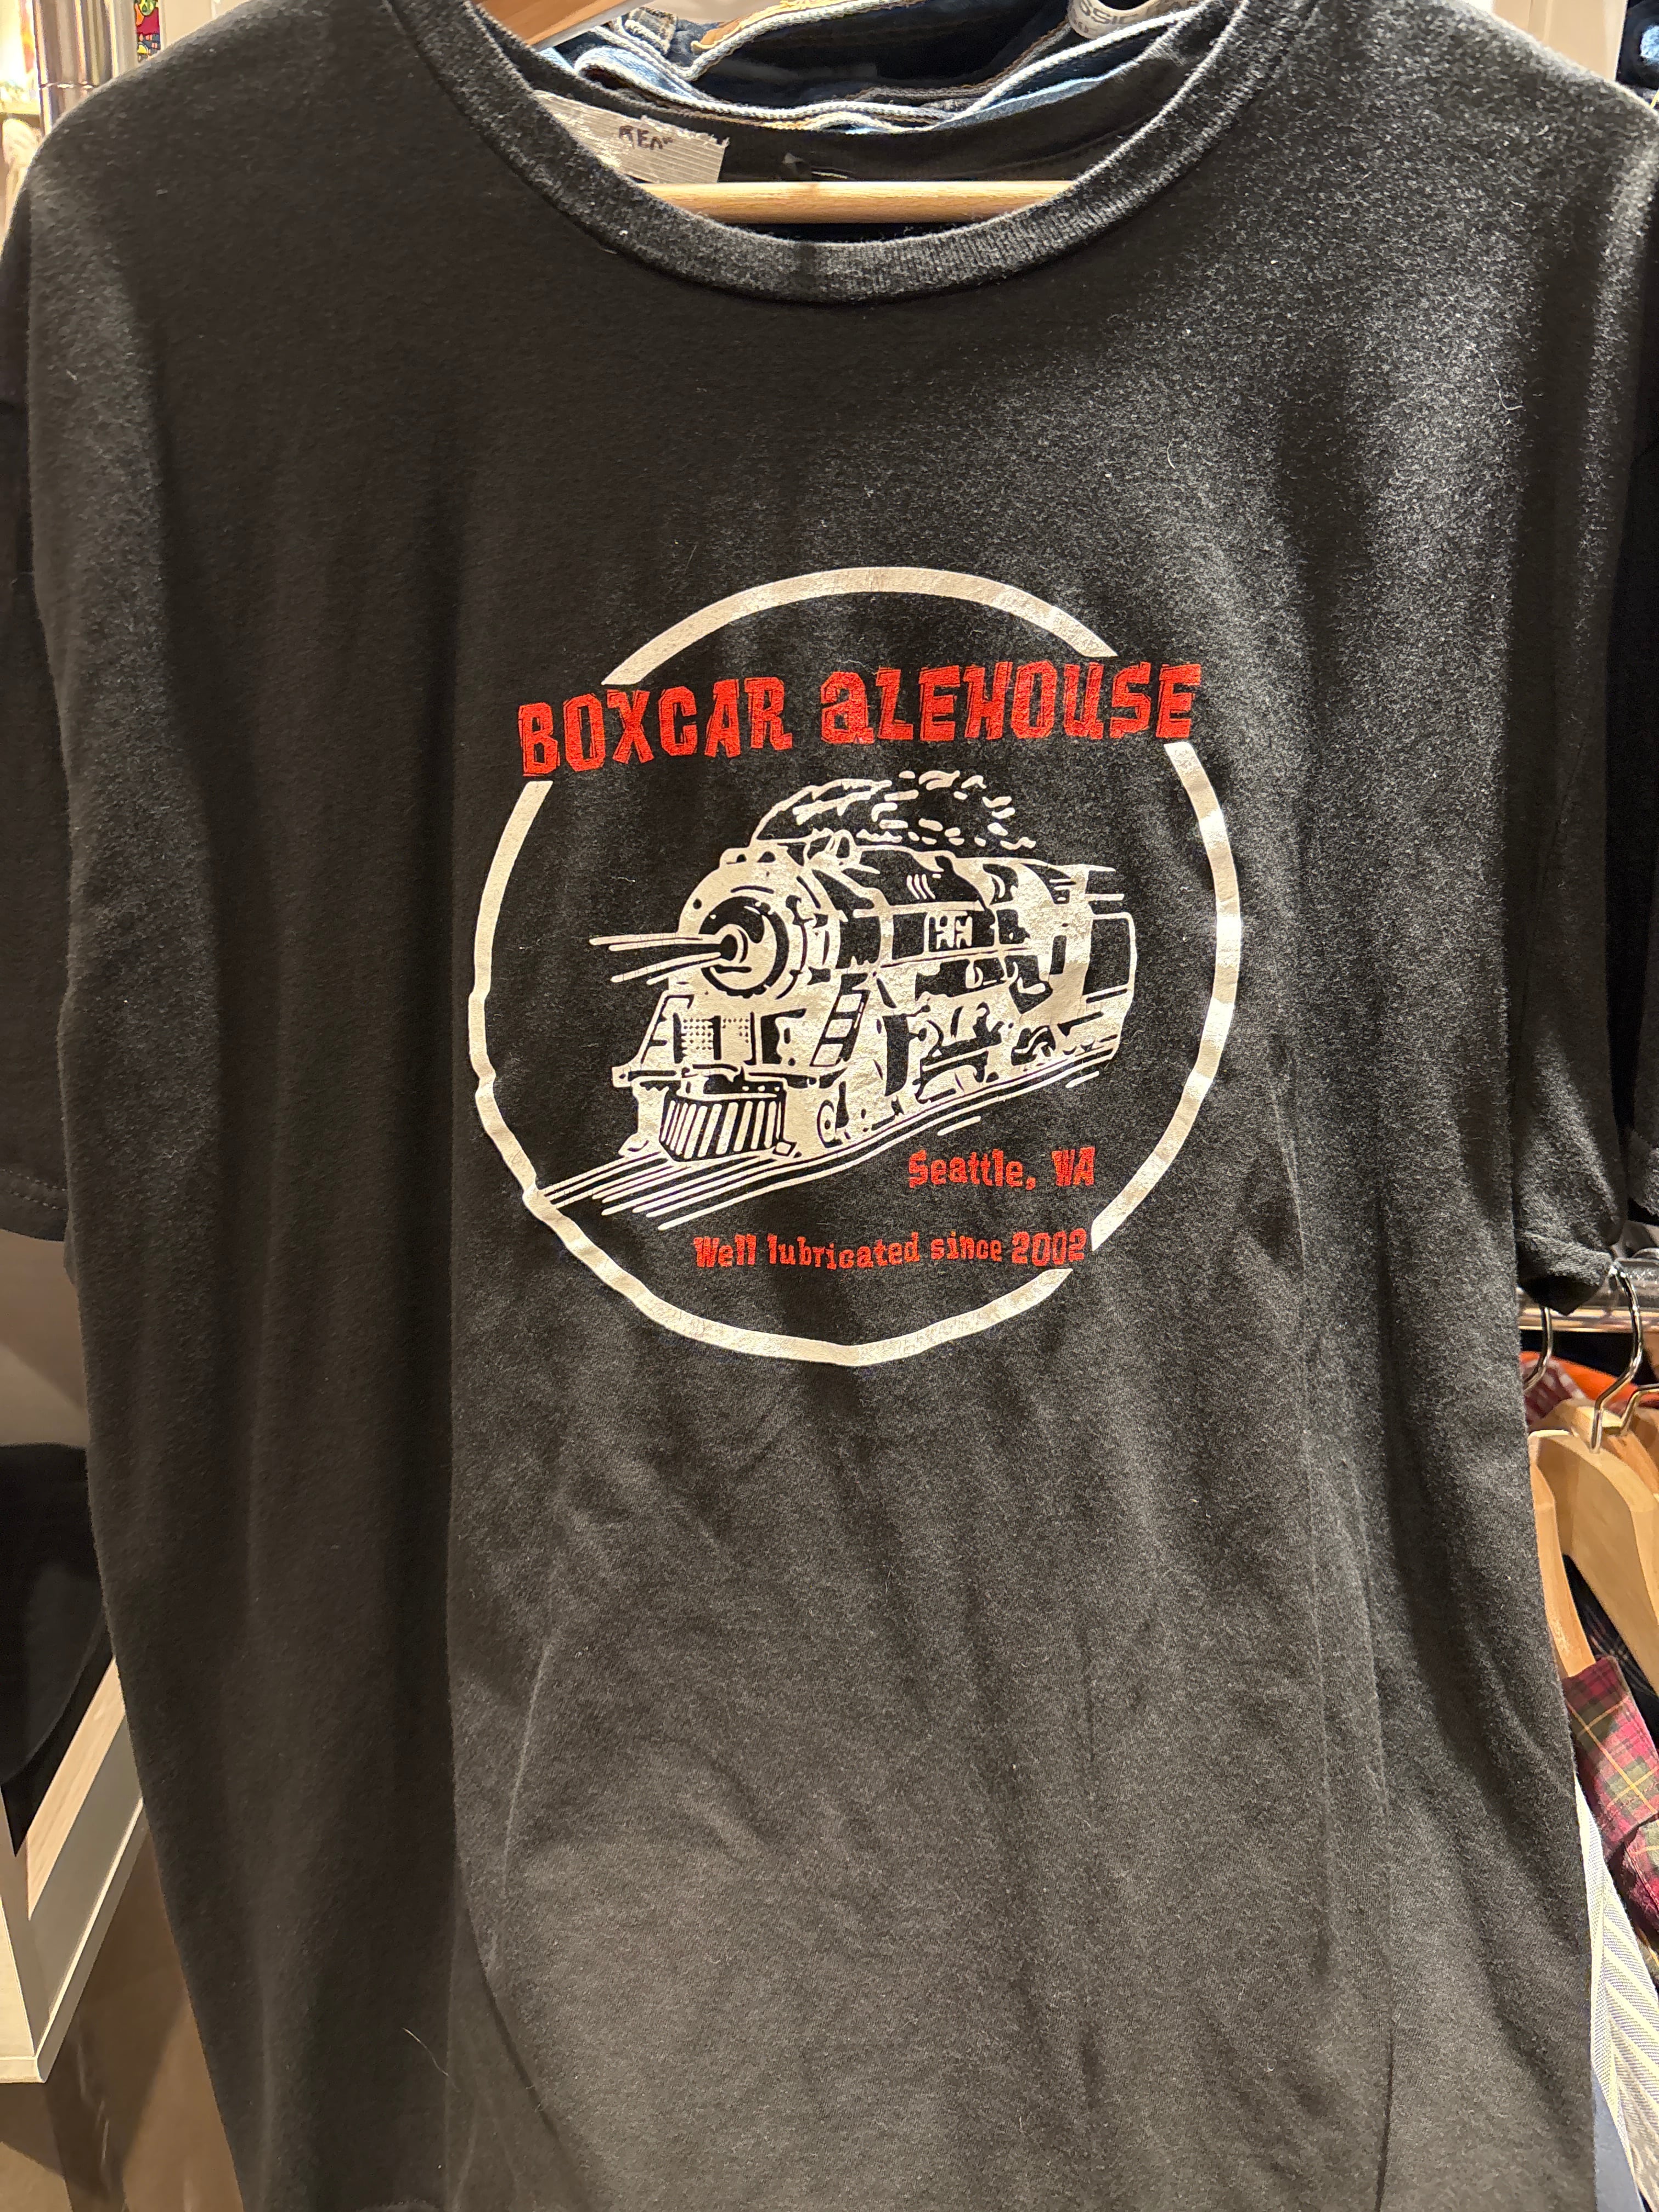 BOXCAR aLEHOUSE
Seattle, WA
Well lubricated since 2002